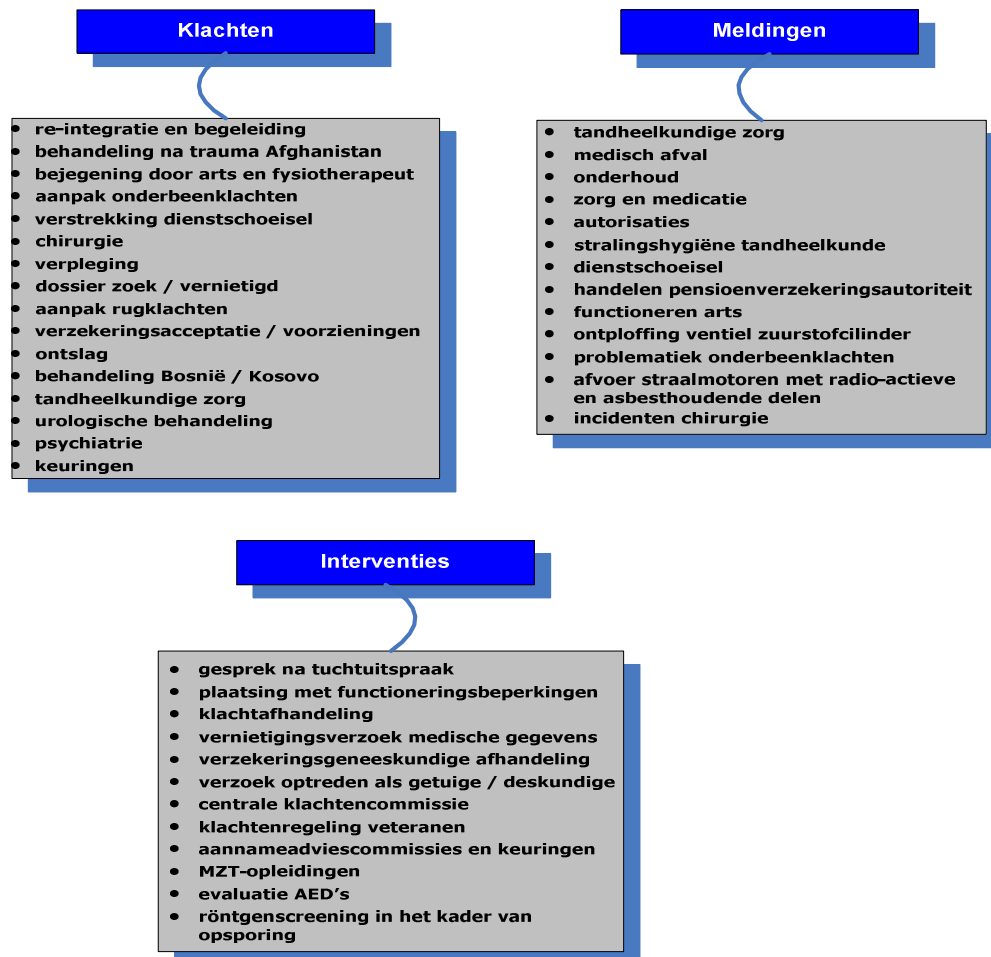 Klachten
• re-integratie en begeleiding
• behandeling na trauma Afghanistan
• bejegening door arts en fysiotherapeut
• aanpak onderbeenklachten
• verstrekking dienstschoeisel
• chirurgie
• verpleging
• dossier zoek / vernietigd
• aanpak rugklachten
• verzekeringsacceptatie / voorzieningen
• ontslag
• behandeling Bosnië / Kosovo
• tandheelkundige zorg
• urologische behandeling
• psychiatrie
• keuringen
Meldingen
• tandheelkundige zorg
• medisch afval
• onderhoud
• zorg en medicatie
• autorisaties
• stralingshygiëne tandheelkunde
• dienstschoeisel
• handelen pensioenverzekeringsautoriteit
• functioneren arts
• ontploffing ventiel zuurstofcilinder
• problematiek onderbeenklachten
• afvoer straalmotoren met radio-actieve
en asbesthoudende delen
• incidenten chirurgie
Interventies
• gesprek na tuchtuitspraak
• plaatsing met functioneringsbeperkingen
• klachtafhandeling
• vernietigingsverzoek medische gegevens
• verzekeringsgeneeskundige afhandeling
• verzoek optreden als getuige / deskundige
• centrale klachtencommissie
• klachtenregeling veteranen
• aannameadviescommissies en keuringen
• MZT-opleidingen
• evaluatie AED's
• röntgenscreening in het kader van
opsporing